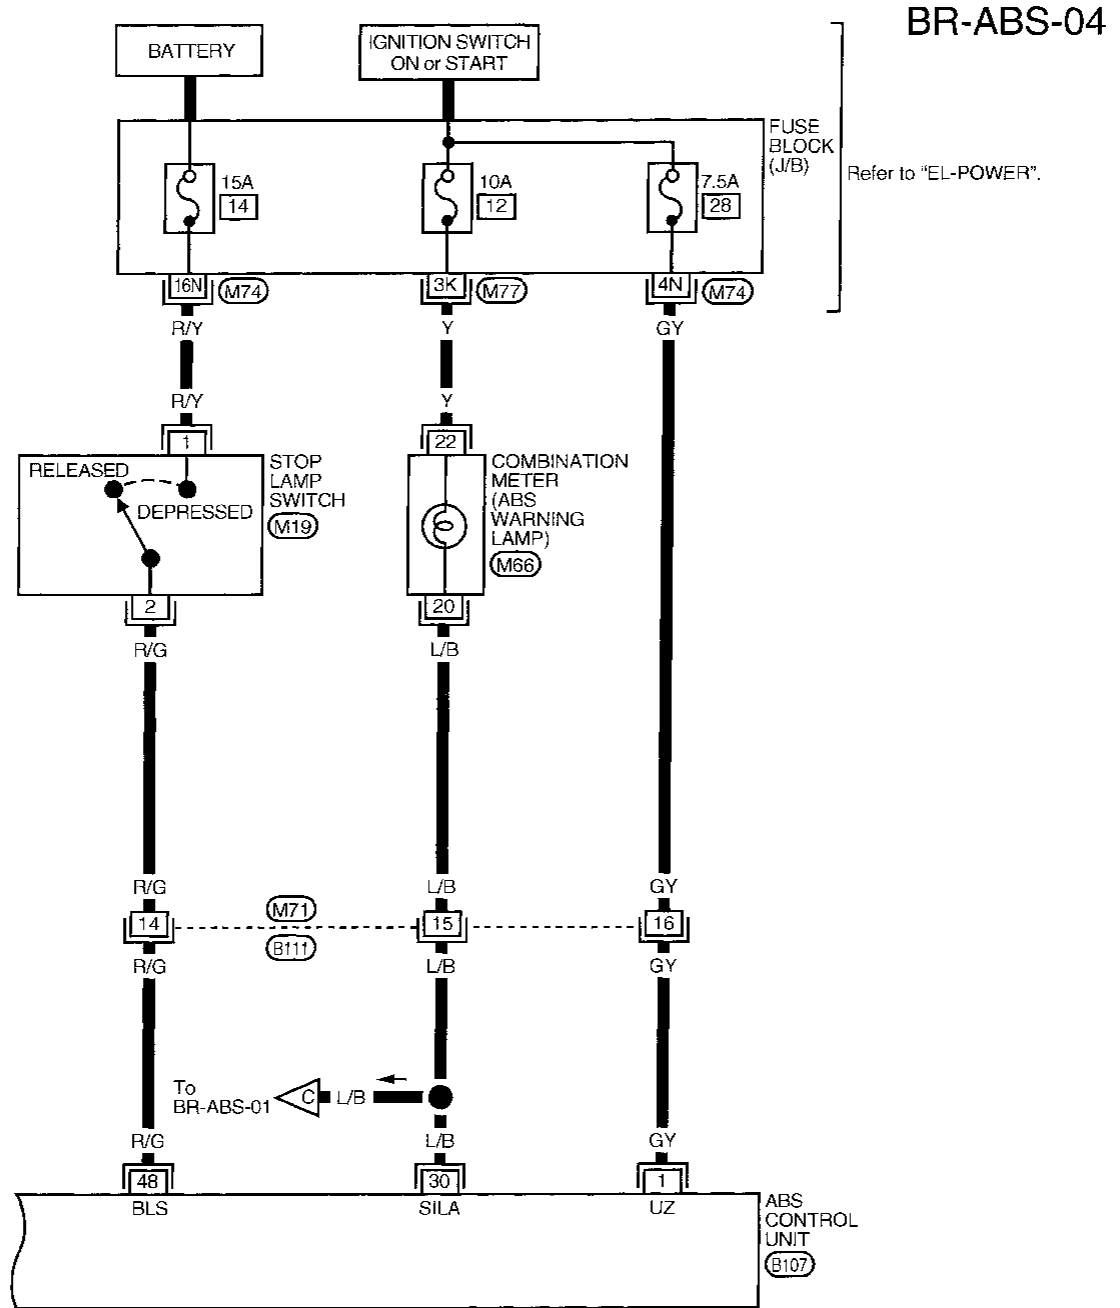 BR-ABS-04
BATTERY
IGNITION SWITCH
ON or START
FUSE
BLOCK
(J/B)
Refer to "EL-POWER".
15A
14
10A
12
7.5A
28
16N
M74
3K
M77
4N
M74
R/Y
Y
GY
R/Y
Y
1
22
RELEASED
DEPRESSED
STOP
LAMP
SWITCH
M19
COMBINATION
METER
(ABS
WARNING
LAMP)
M66
2
20
R/G
L/B
R/G
L/B
GY
14
M71
B111
15
16
R/G
L/B
GY
To
BR-ABS-01
C
L/B
R/G
L/B
GY
48
30
1
BLS
SILA
UZ
ABS
CONTROL
UNIT
B107